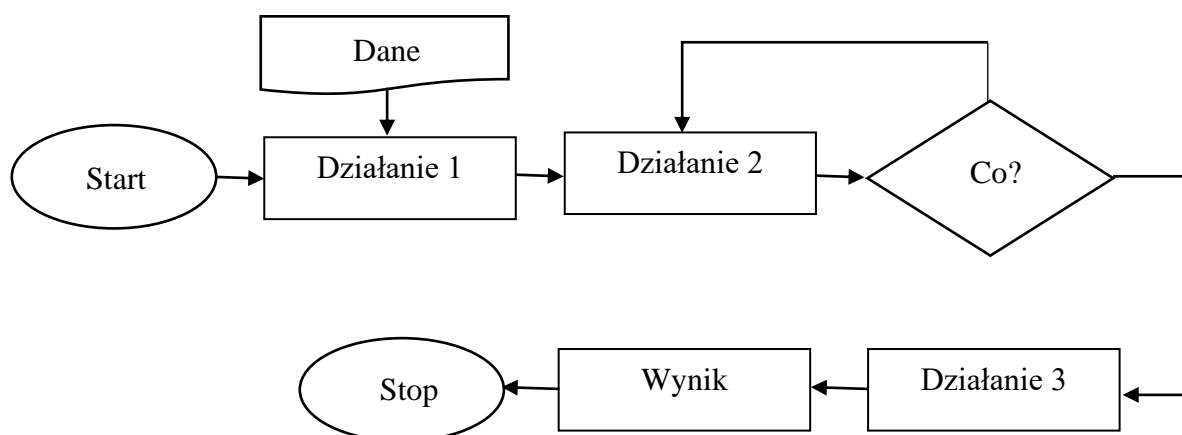 Dane
Start
Działanie 1
Działanie 2
Co?
Stop
Wynik
Działanie 3